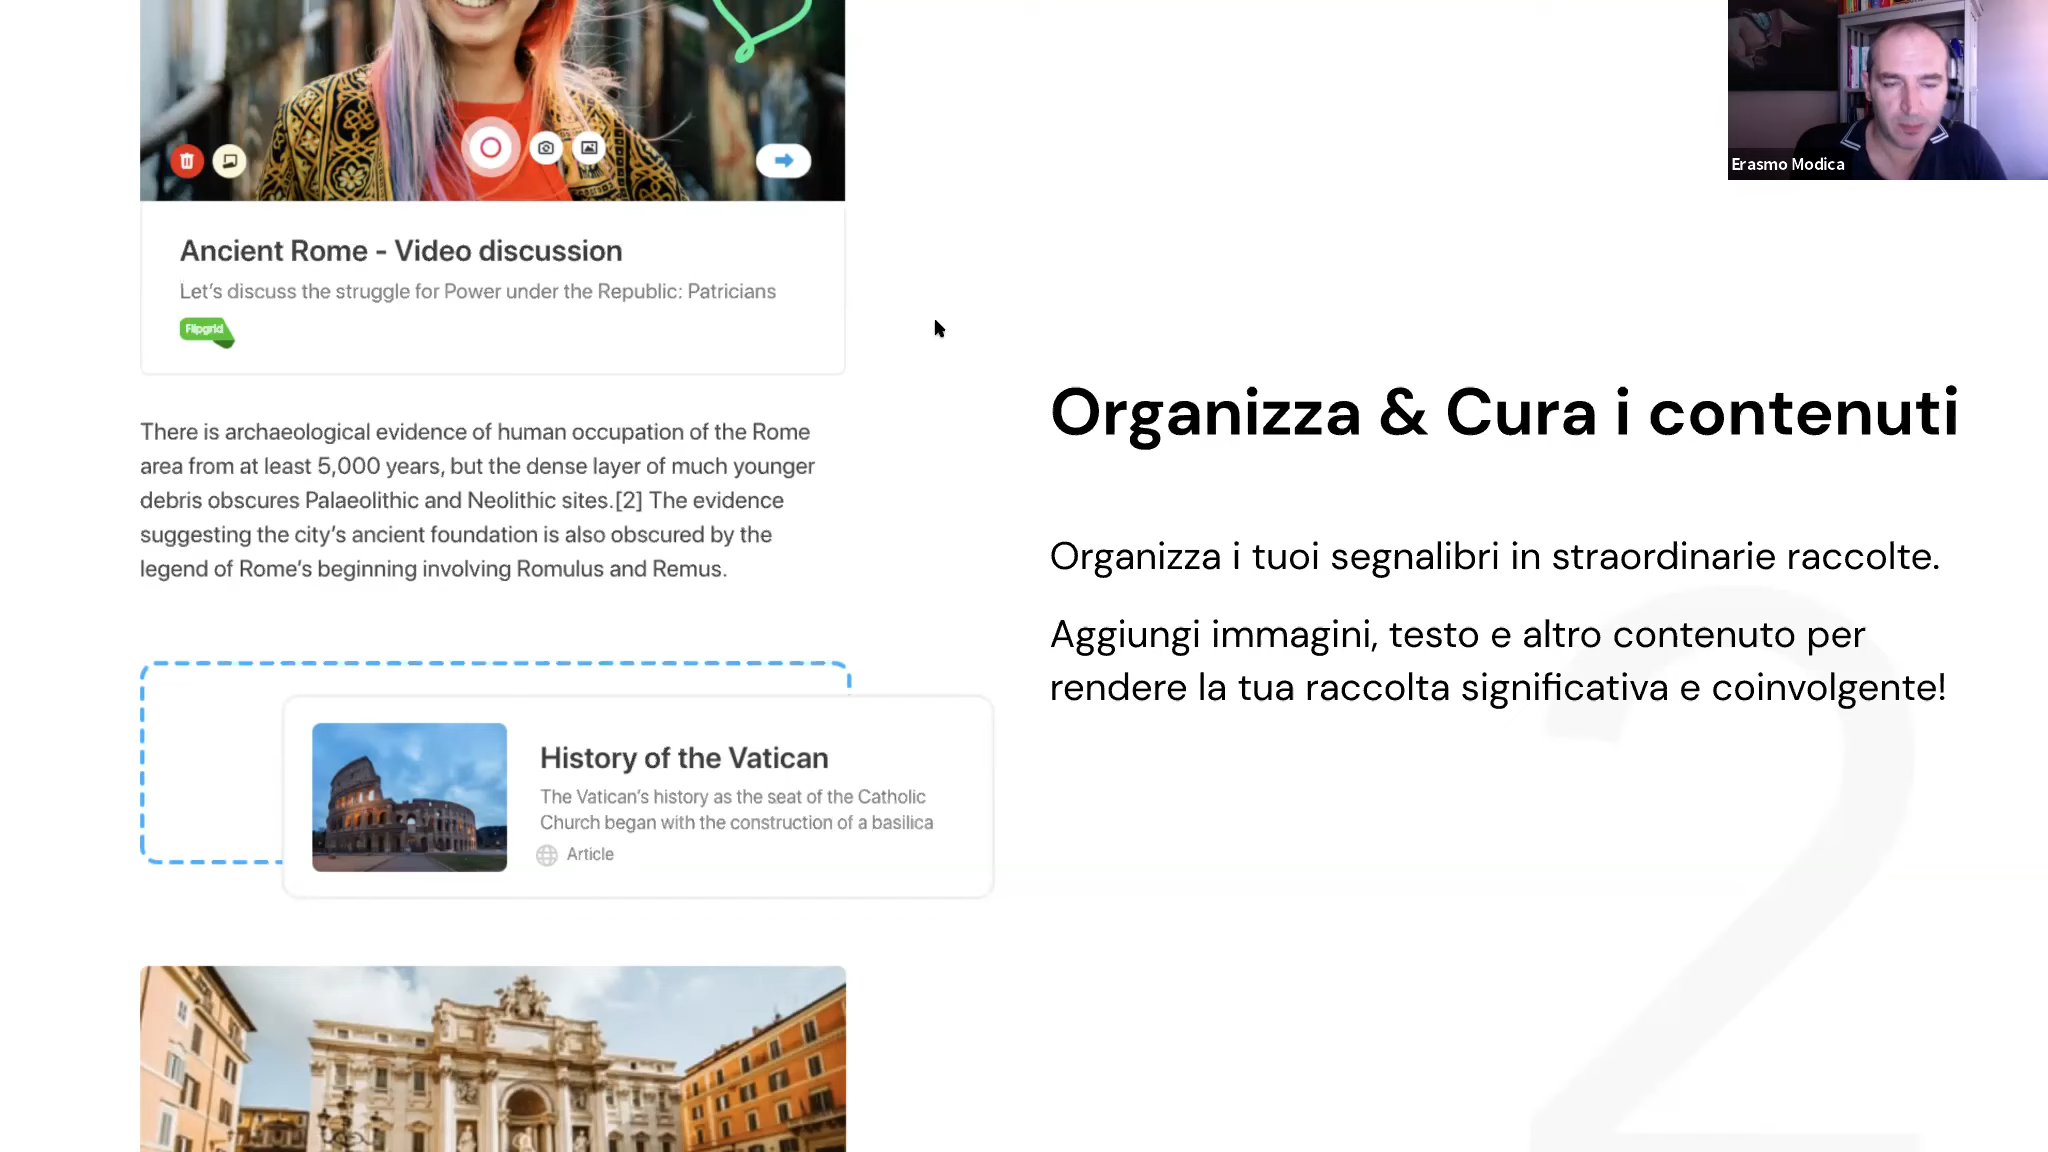 Erasmo Modica
Ancient Rome - Video discussion
Let's discuss the struggle for Power under the Republic: Patricians
Flipgrid
There is archaeological evidence of human occupation of the Rome
area from at least 5,000 years, but the dense layer of much younger
debris obscures Palaeolithic and Neolithic sites.[2] The evidence
suggesting the city's ancient foundation is also obscured by the
legend of Rome's beginning involving Romulus and Remus.
History of the Vatican
The Vatican's history as the seat of the Catholic
Church began with the construction of a basilica
Article
Organizza & Cura i contenuti
Organizza i tuoi segnalibri in straordinarie raccolte.
Aggiungi immagini, testo e altro contenuto per
rendere la tua raccolta significativa e coinvolgente!
2